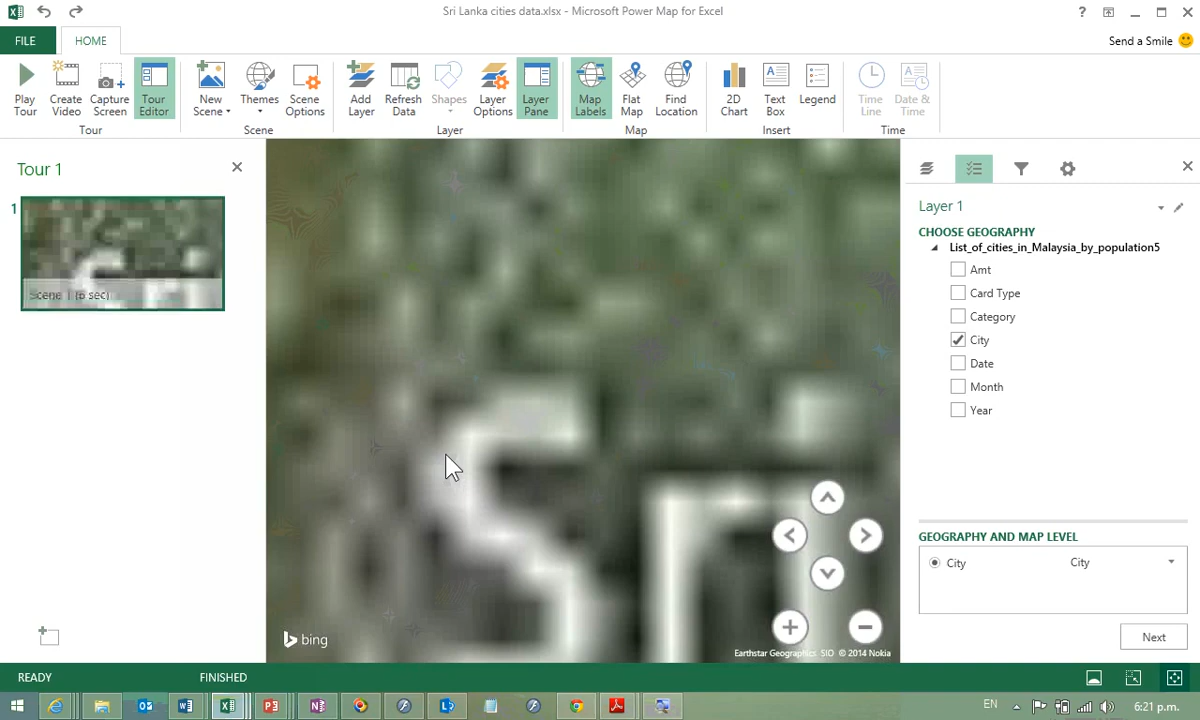 Sri Lanka cities data.xlsx - Microsoft Power Map for Excel
FILE
HOME
Send a Smile
Play Tour
Create Video
Capture Screen
Tour Editor
New Scene
Themes
Scene Options
Add Layer
Refresh Data
Shapes
Layer Options
Layer Pane
Map Labels
Flat Map
Find Location
2D Chart
Text Box
Legend
Time Line
Date & Time
Tour
Scene
Layer
Map
Insert
Time
Tour 1
1
Scene 1 (6 sec)
Layer 1
CHOOSE GEOGRAPHY
List_of_cities_in_Malaysia_by_population5
Amt
Card Type
Category
City
Date
Month
Year
GEOGRAPHY AND MAP LEVEL
City City
Next
bing
Earthstar Geographics SIO © 2014 Nokia
READY
FINISHED
EN
6:21 p.m.